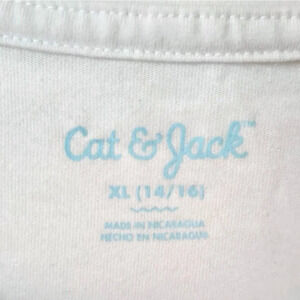 Cat & Jack™
XL (14/16)
MADE IN NICARAGUA
HECHO EN NICARAGUA